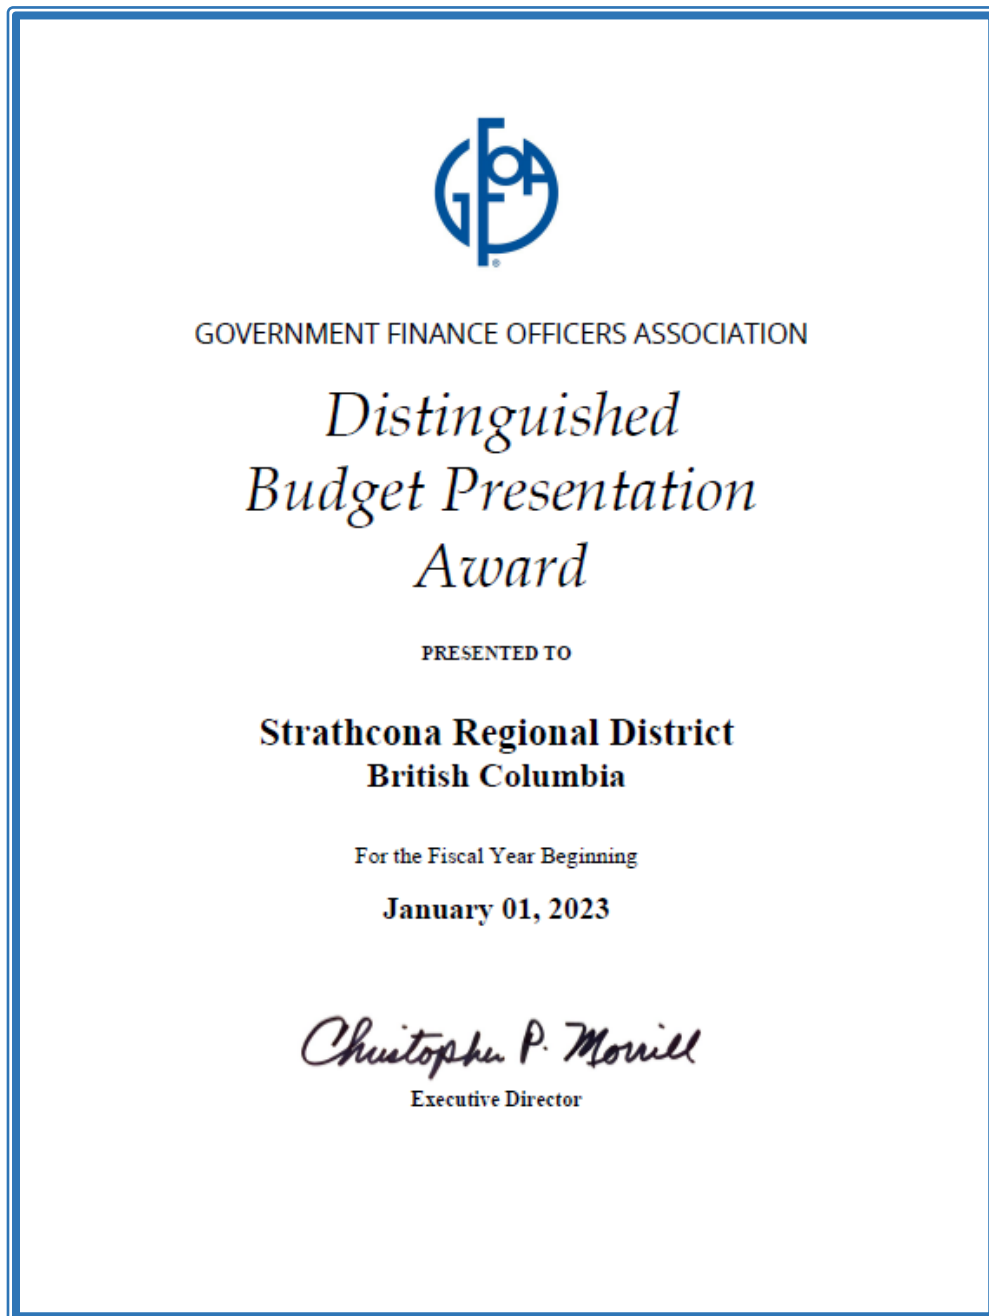 GFOA
®
GOVERNMENT FINANCE OFFICERS ASSOCIATION
Distinguished
Budget Presentation
Award
PRESENTED TO
Strathcona Regional District
British Columbia
For the Fiscal Year Beginning
January 01, 2023
Christopher P. Morrill
Executive Director